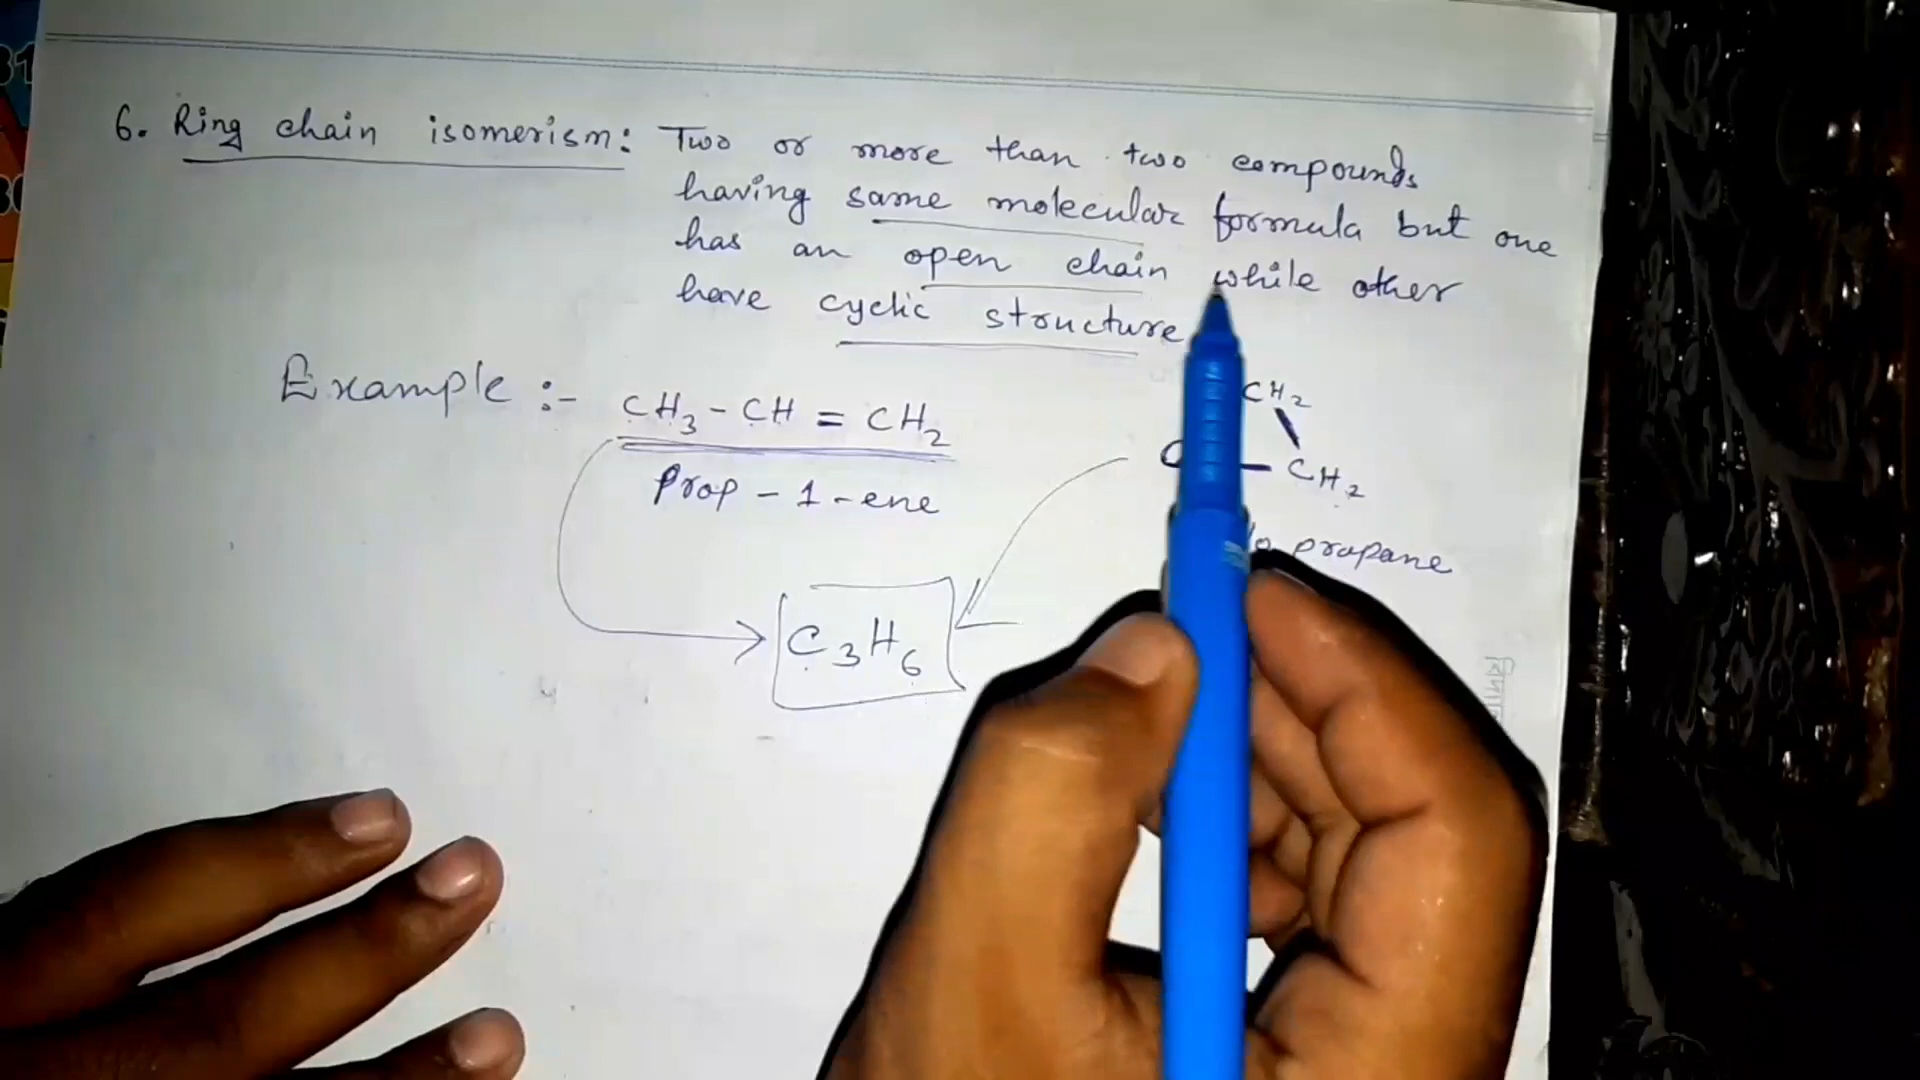 6. Ring chain isomerism: Two or more than two compounds
having same molecular formula but one
has an open chain while other
have cyclic structure
Example :- CH3 - CH = CH2
Prop - 1 - ene
CH2
CH2
propane
C3H6